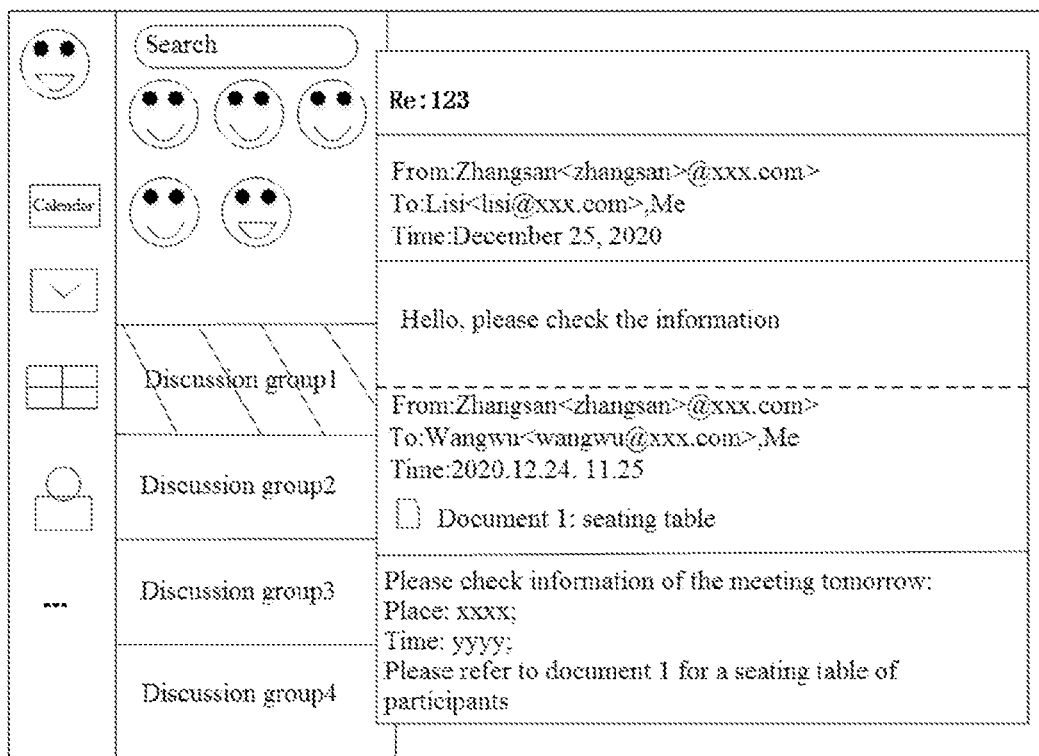 Search
Calendar
Discussion group1
Discussion group2
Discussion group3
Discussion group4
Re:123
From:Zhangsan<zhangsan>@xxx.com>
To:Lisi<lisi@xxx.com>,Me
Time:December 25, 2020
Hello, please check the information
From:Zhangsan<zhangsan>@xxx.com>
To:Wangwu<wangwu@xxx.com>,Me
Time:2020.12.24. 11.25
Document 1: seating table
Please check information of the meeting tomorrow:
Place: xxxx;
Time: yyyy;
Please refer to document 1 for a seating table of
participants